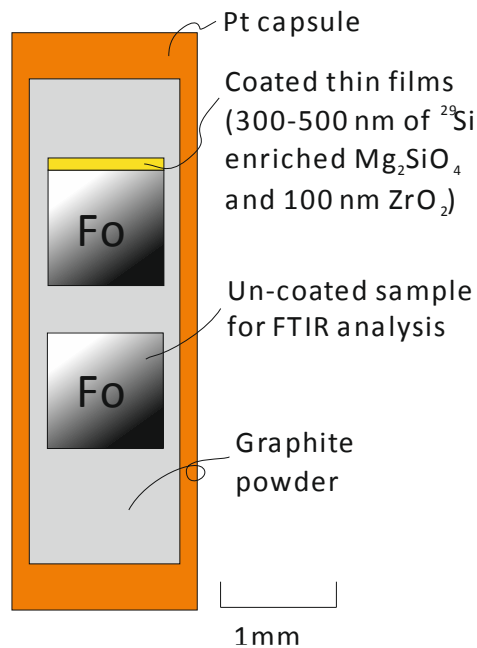 Pt capsule
Coated thin films
(300-500 nm of ²⁹Si
enriched Mg₂SiO₄
and 100 nm ZrO₂)
Fo
Un-coated sample
for FTIR analysis
Fo
Graphite
powder
1mm